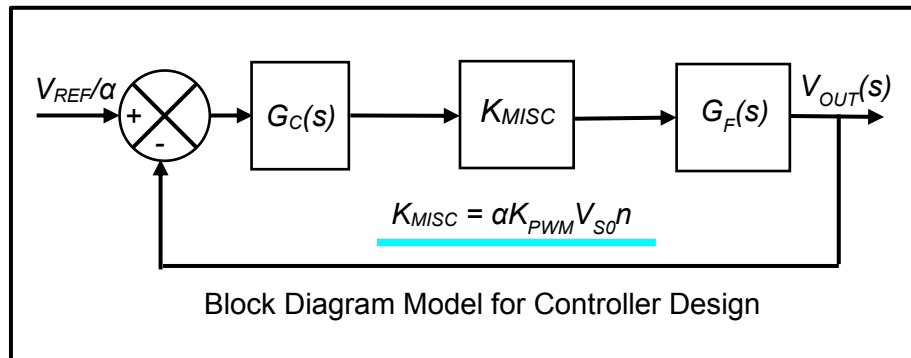 V_REF/α
+
-
G_C(s)
K_MISC
G_F(s)
V_OUT(s)
K_MISC = αK_PWM V_S0 n
Block Diagram Model for Controller Design